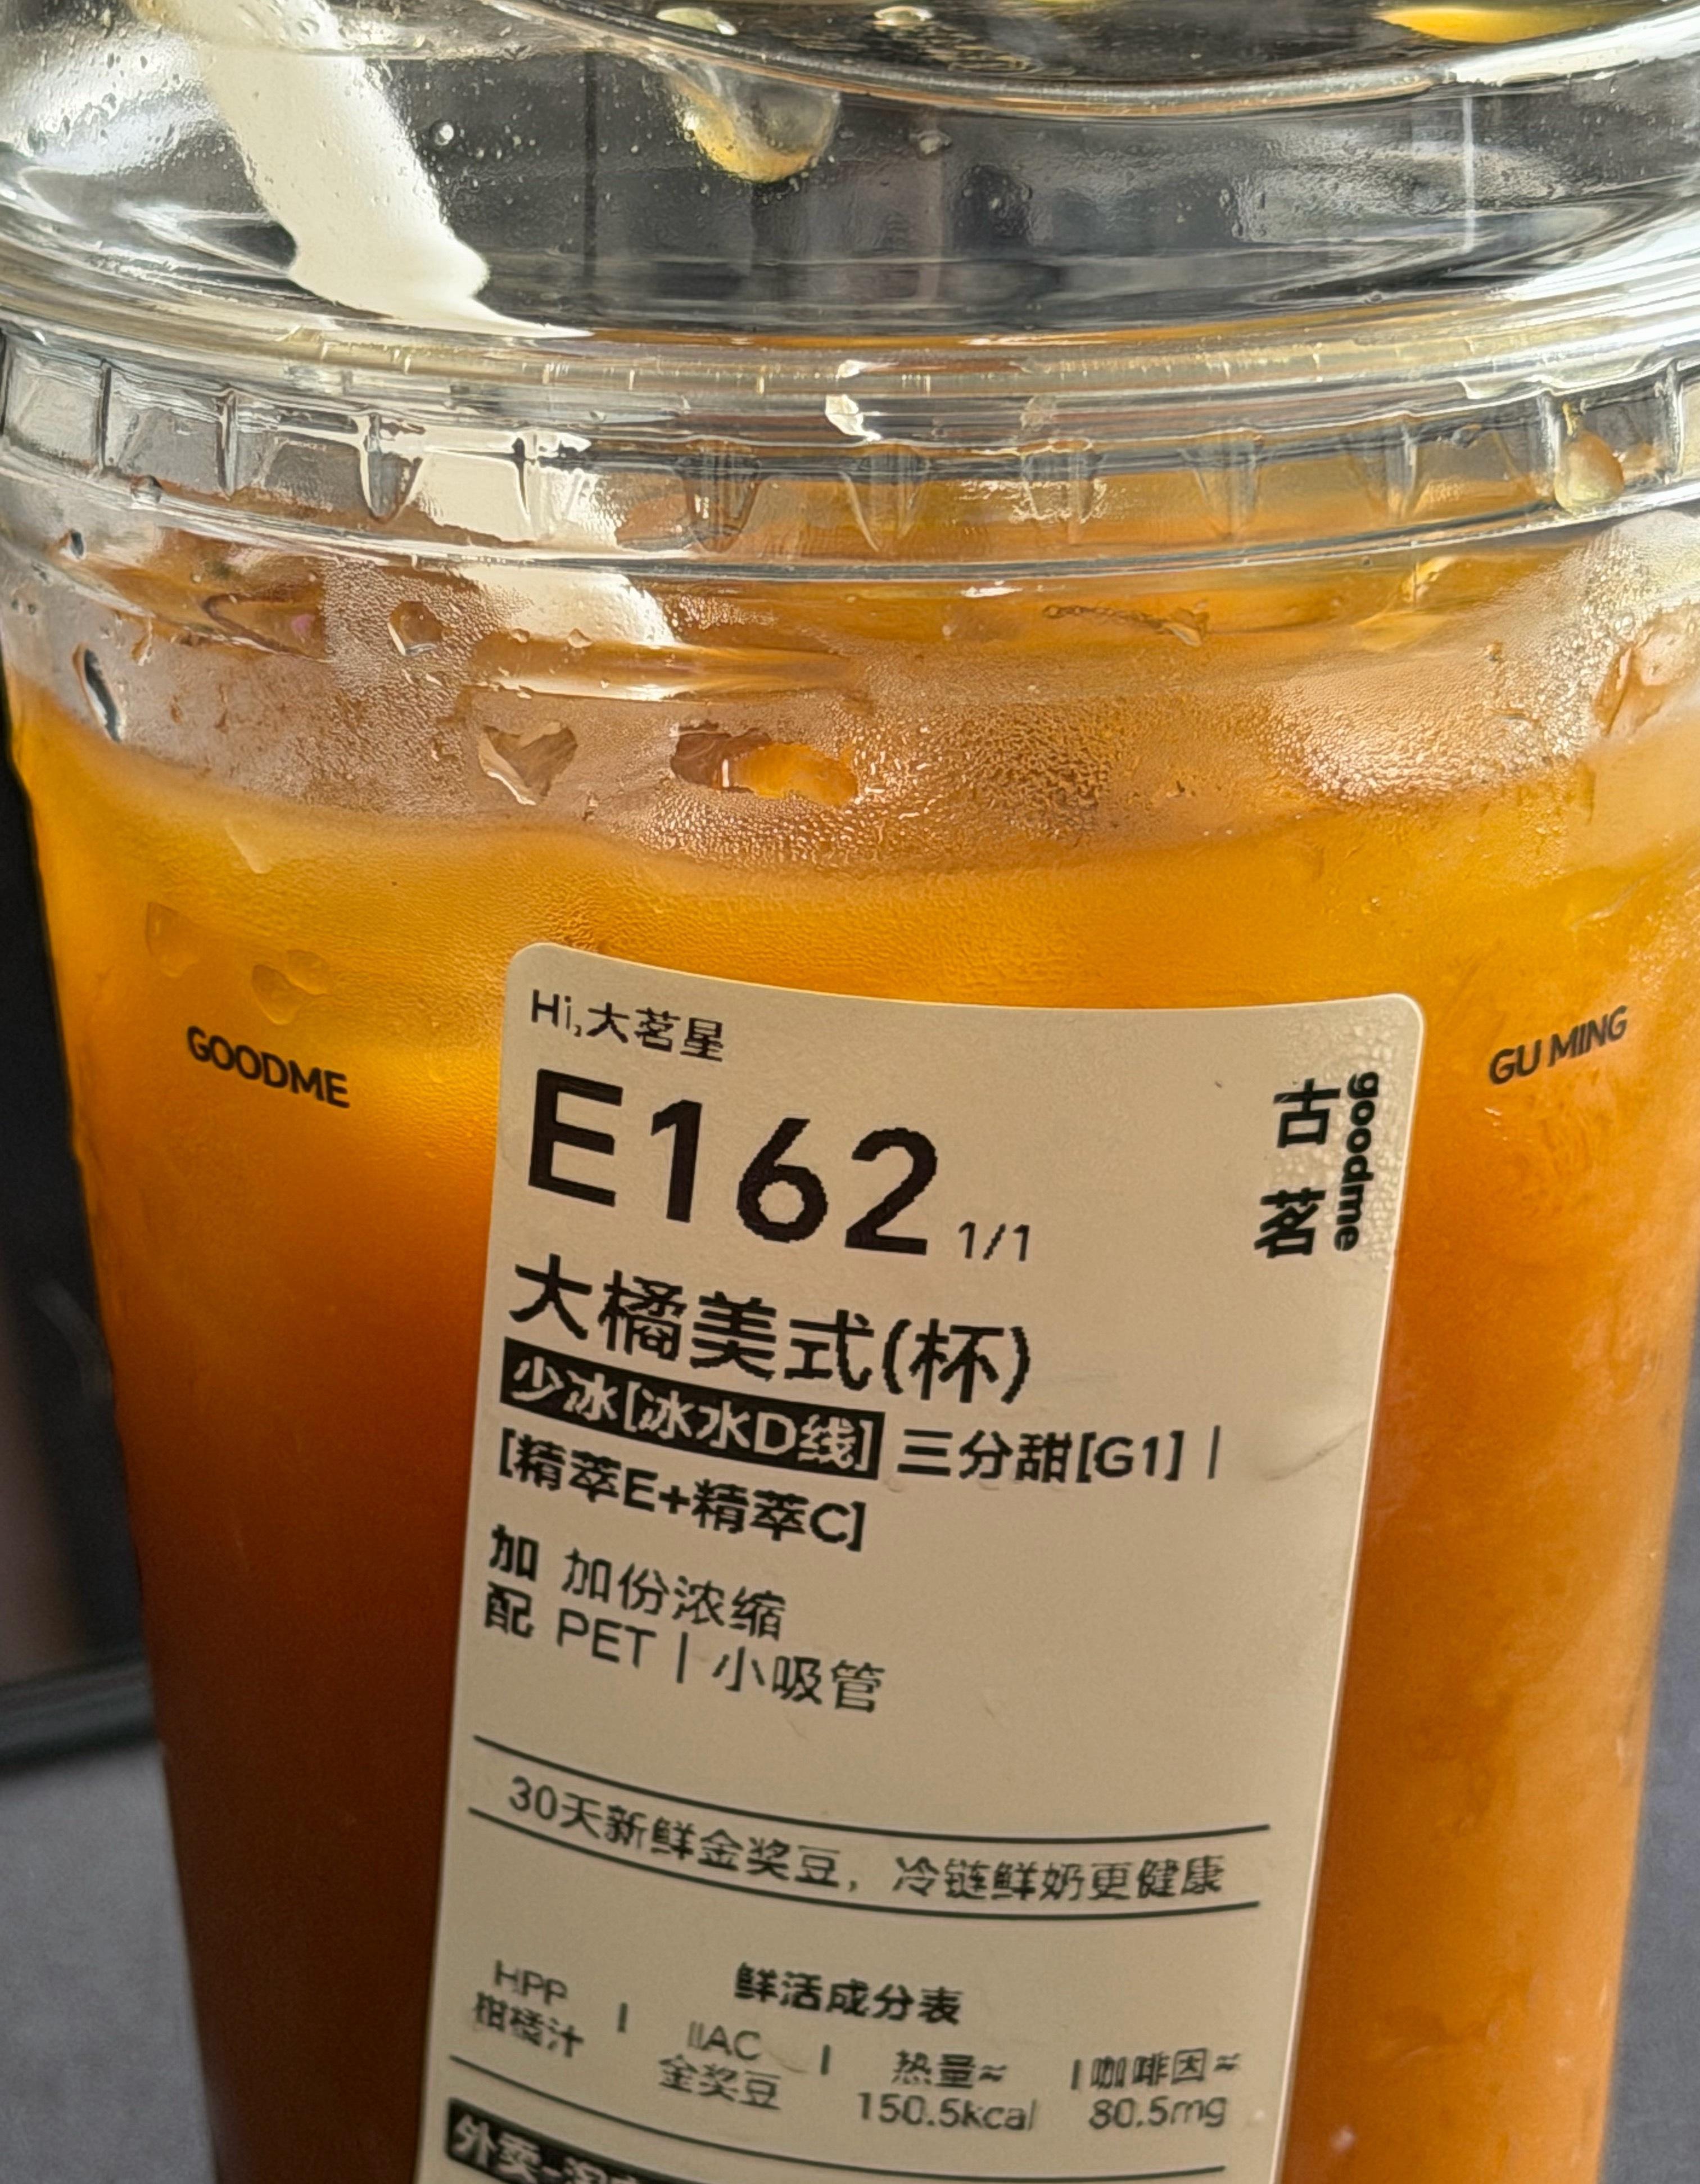 GOODME
GU MING
Hi,大茗星
E162 1/1
古茗
goodme
大橘美式(杯)
少冰[冰水D线] 三分甜[G1] |
[精萃E+精萃C]
加 加份浓缩
配 PET | 小吸管
30天新鲜金奖豆，冷链鲜奶更健康
鲜活成分表
HPP
柑橘汁
IIAC
金奖豆
热量≈
150.5kcal
咖啡因≈
80.5mg
外卖-淘